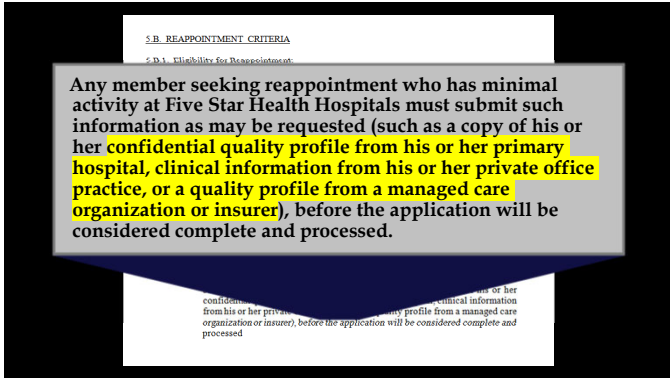 5.B. REAPPOINTMENT CRITERIA
5.B.1. Eligibility for Reappointment:
Any member seeking reappointment who has minimal
activity at Five Star Health Hospitals must submit such
information as may be requested (such as a copy of his or
her confidential quality profile from his or her primary
hospital, clinical information from his or her private office
practice, or a quality profile from a managed care
organization or insurer), before the application will be
considered complete and processed.
his or her
clinical information
from his or her quality profile from a managed care
organization or insurer), before the application will be considered complete and
processed